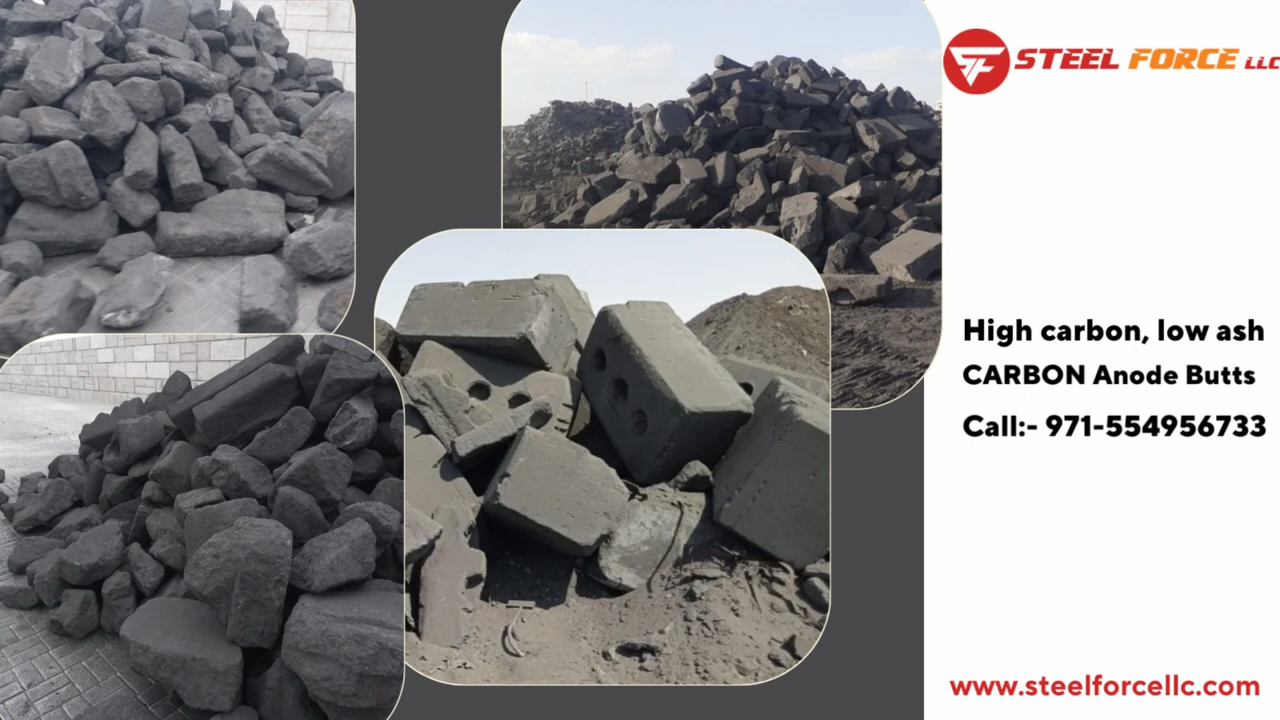 STEEL FORCE LLC
High carbon, low ash
CARBON Anode Butts
Call:- 971-554956733
www.steelforcellc.com